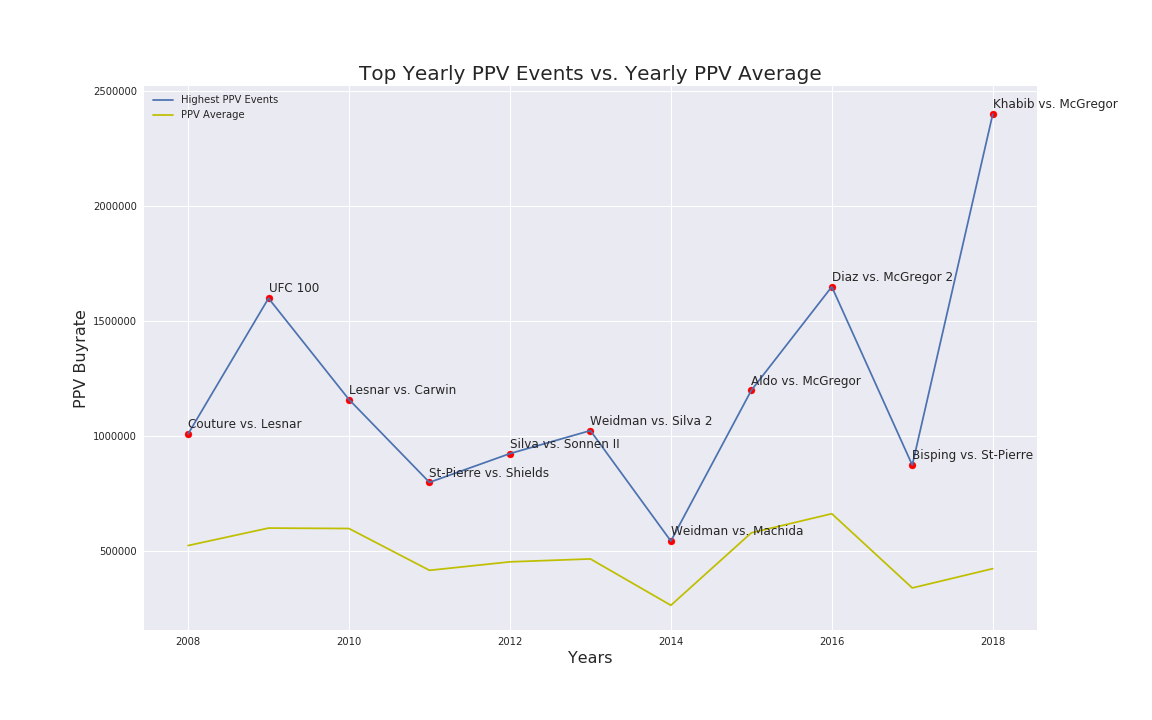 Top Yearly PPV Events vs. Yearly PPV Average
2500000
Highest PPV Events
PPV Average
Khabib vs. McGregor
2000000
Diaz vs. McGregor 2
UFC 100
1500000
PPV Buyrate
Lesnar vs. Carwin
Aldo vs. McGregor
Couture vs. Lesnar
Weidman vs. Silva 2
1000000
Silva vs. Sonnen II
Bisping vs. St-Pierre
St-Pierre vs. Shields
Weidman vs. Machida
500000
2008 2010 2012 2014 2016 2018
Years